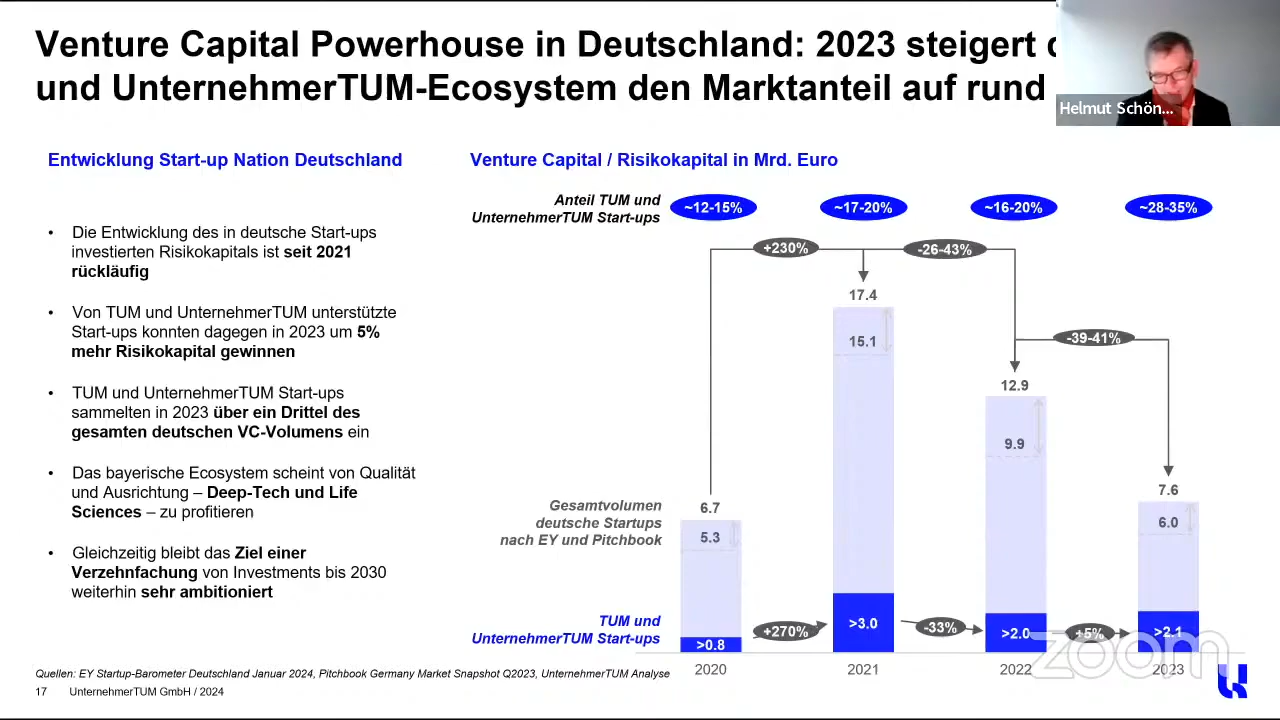 Venture Capital Powerhouse in Deutschland: 2023 steigert
und UnternehmerTUM-Ecosystem den Marktanteil auf rund
Helmut Schön...
Entwicklung Start-up Nation Deutschland
• Die Entwicklung des in deutsche Start-ups
investierten Risikokapitals ist seit 2021
rückläufig
• Von TUM und UnternehmerTUM unterstützte
Start-ups konnten dagegen in 2023 um 5%
mehr Risikokapital gewinnen
• TUM und UnternehmerTUM Start-ups
sammelten in 2023 über ein Drittel des
gesamten deutschen VC-Volumens ein
• Das bayerische Ecosystem scheint von Qualität
und Ausrichtung – Deep-Tech und Life
Sciences – zu profitieren
• Gleichzeitig bleibt das Ziel einer
Verzehnfachung von Investments bis 2030
weiterhin sehr ambitioniert
Venture Capital / Risikokapital in Mrd. Euro
Anteil TUM und
UnternehmerTUM Start-ups
~12-15%
~17-20%
~16-20%
~28-35%
+230%
-26-43%
-39-41%
17.4
15.1
12.9
9.9
7.6
6.0
6.7
5.3
Gesamtvolumen
deutsche Startups
nach EY und Pitchbook
TUM und
UnternehmerTUM Start-ups
>0.8
+270%
>3.0
-33%
>2.0
+5%
>2.1
2020
2021
2022
2023
zoom
Quellen: EY Startup-Barometer Deutschland Januar 2024, Pitchbook Germany Market Snapshot Q2023, UnternehmerTUM Analyse
17 UnternehmerTUM GmbH / 2024